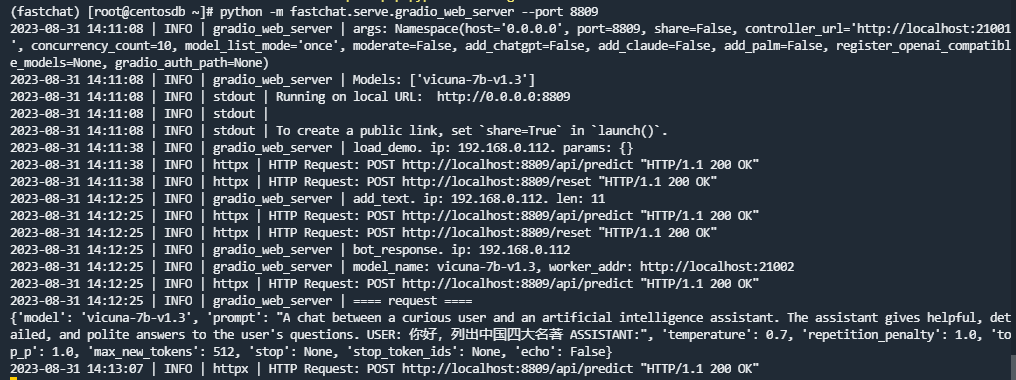 (fastchat) [root@centosdb ~]# python -m fastchat.serve.gradio_web_server --port 8809
2023-08-31 14:11:08 | INFO | gradio_web_server | args: Namespace(host='0.0.0.0', port=8809, share=False, controller_url='http://localhost:21001
', concurrency_count=10, model_list_mode='once', moderate=False, add_chatgpt=False, add_claude=False, add_palm=False, register_openai_compatibl
e_models=None, gradio_auth_path=None)
2023-08-31 14:11:08 | INFO | gradio_web_server | Models: ['vicuna-7b-v1.3']
2023-08-31 14:11:08 | INFO | stdout | Running on local URL:  http://0.0.0.0:8809
2023-08-31 14:11:08 | INFO | stdout |
2023-08-31 14:11:08 | INFO | stdout | To create a public link, set `share=True` in `launch()`.
2023-08-31 14:11:38 | INFO | gradio_web_server | load_demo. ip: 192.168.0.112. params: {}
2023-08-31 14:11:38 | INFO | httpx | HTTP Request: POST http://localhost:8809/api/predict "HTTP/1.1 200 OK"
2023-08-31 14:11:38 | INFO | httpx | HTTP Request: POST http://localhost:8809/reset "HTTP/1.1 200 OK"
2023-08-31 14:12:25 | INFO | gradio_web_server | add_text. ip: 192.168.0.112. len: 11
2023-08-31 14:12:25 | INFO | httpx | HTTP Request: POST http://localhost:8809/api/predict "HTTP/1.1 200 OK"
2023-08-31 14:12:25 | INFO | httpx | HTTP Request: POST http://localhost:8809/reset "HTTP/1.1 200 OK"
2023-08-31 14:12:25 | INFO | gradio_web_server | bot_response. ip: 192.168.0.112
2023-08-31 14:12:25 | INFO | gradio_web_server | model_name: vicuna-7b-v1.3, worker_addr: http://localhost:21002
2023-08-31 14:12:25 | INFO | httpx | HTTP Request: POST http://localhost:8809/api/predict "HTTP/1.1 200 OK"
2023-08-31 14:12:25 | INFO | gradio_web_server | ==== request ====
{'model': 'vicuna-7b-v1.3', 'prompt': "A chat between a curious user and an artificial intelligence assistant. The assistant gives helpful, det
ailed, and polite answers to the user's questions. USER: 你好，列出中国四大名著 ASSISTANT:", 'temperature': 0.7, 'repetition_penalty': 1.0, 'to
p_p': 1.0, 'max_new_tokens': 512, 'stop': None, 'stop_token_ids': None, 'echo': False}
2023-08-31 14:13:07 | INFO | httpx | HTTP Request: POST http://localhost:8809/api/predict "HTTP/1.1 200 OK"